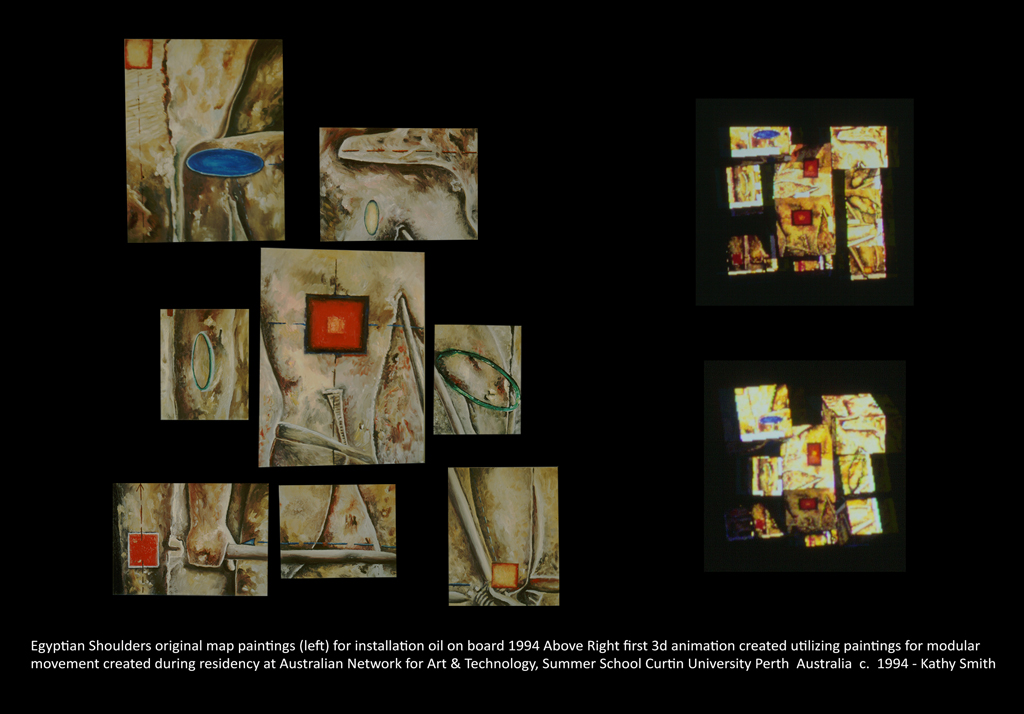 Egyptian Shoulders original map paintings (left) for installation oil on board 1994 Above Right first 3d animation created utilizing paintings for modular
movement created during residency at Australian Network for Art & Technology, Summer School Curtin University Perth  Australia  c.  1994 - Kathy Smith